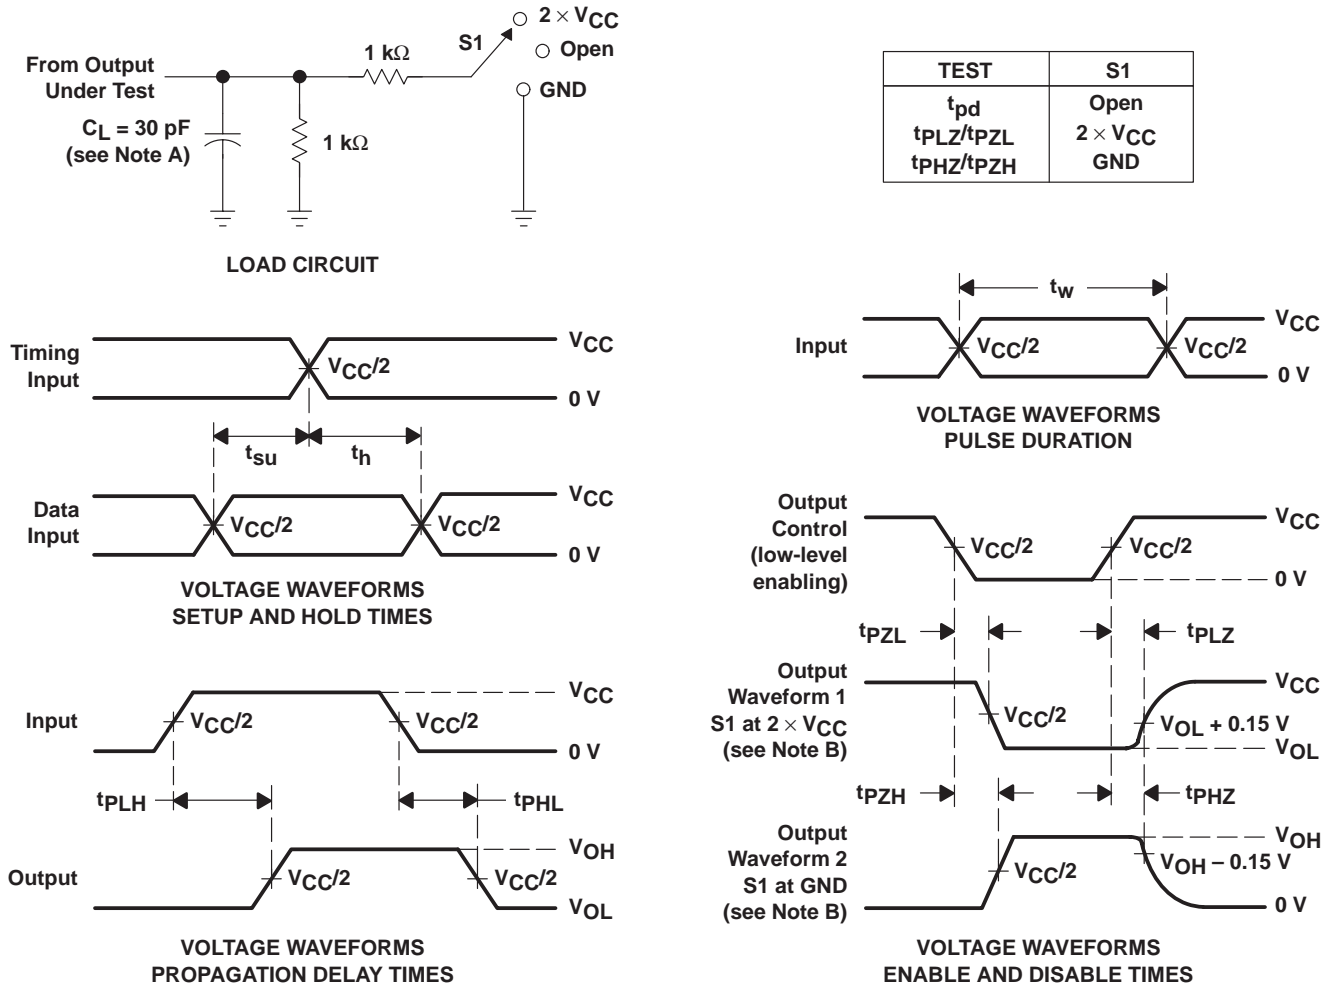 2 × VCC
S1
Open
1 kΩ
From Output
Under Test
GND
CL = 30 pF
(see Note A)
1 kΩ
LOAD CIRCUIT
TEST S1
tpd Open
tPLZ/tPZL 2 × VCC
tPHZ/tPZH GND
Timing
Input
VCC
VCC/2
0 V
tsu
th
Data
Input
VCC
VCC/2
VCC/2
0 V
VOLTAGE WAVEFORMS
SETUP AND HOLD TIMES
tw
Input
VCC
VCC/2
VCC/2
0 V
VOLTAGE WAVEFORMS
PULSE DURATION
Input
VCC
VCC/2
VCC/2
0 V
tPLH
tPHL
Output
VOH
VCC/2
VCC/2
VOL
VOLTAGE WAVEFORMS
PROPAGATION DELAY TIMES
Output
Control
(low-level
enabling)
VCC
VCC/2
VCC/2
0 V
tPZL
tPLZ
Output
Waveform 1
S1 at 2 × VCC
(see Note B)
VCC
VCC/2
VOL + 0.15 V
VOL
tPZH
tPHZ
Output
Waveform 2
S1 at GND
(see Note B)
VOH
VCC/2
VOH − 0.15 V
0 V
VOLTAGE WAVEFORMS
ENABLE AND DISABLE TIMES